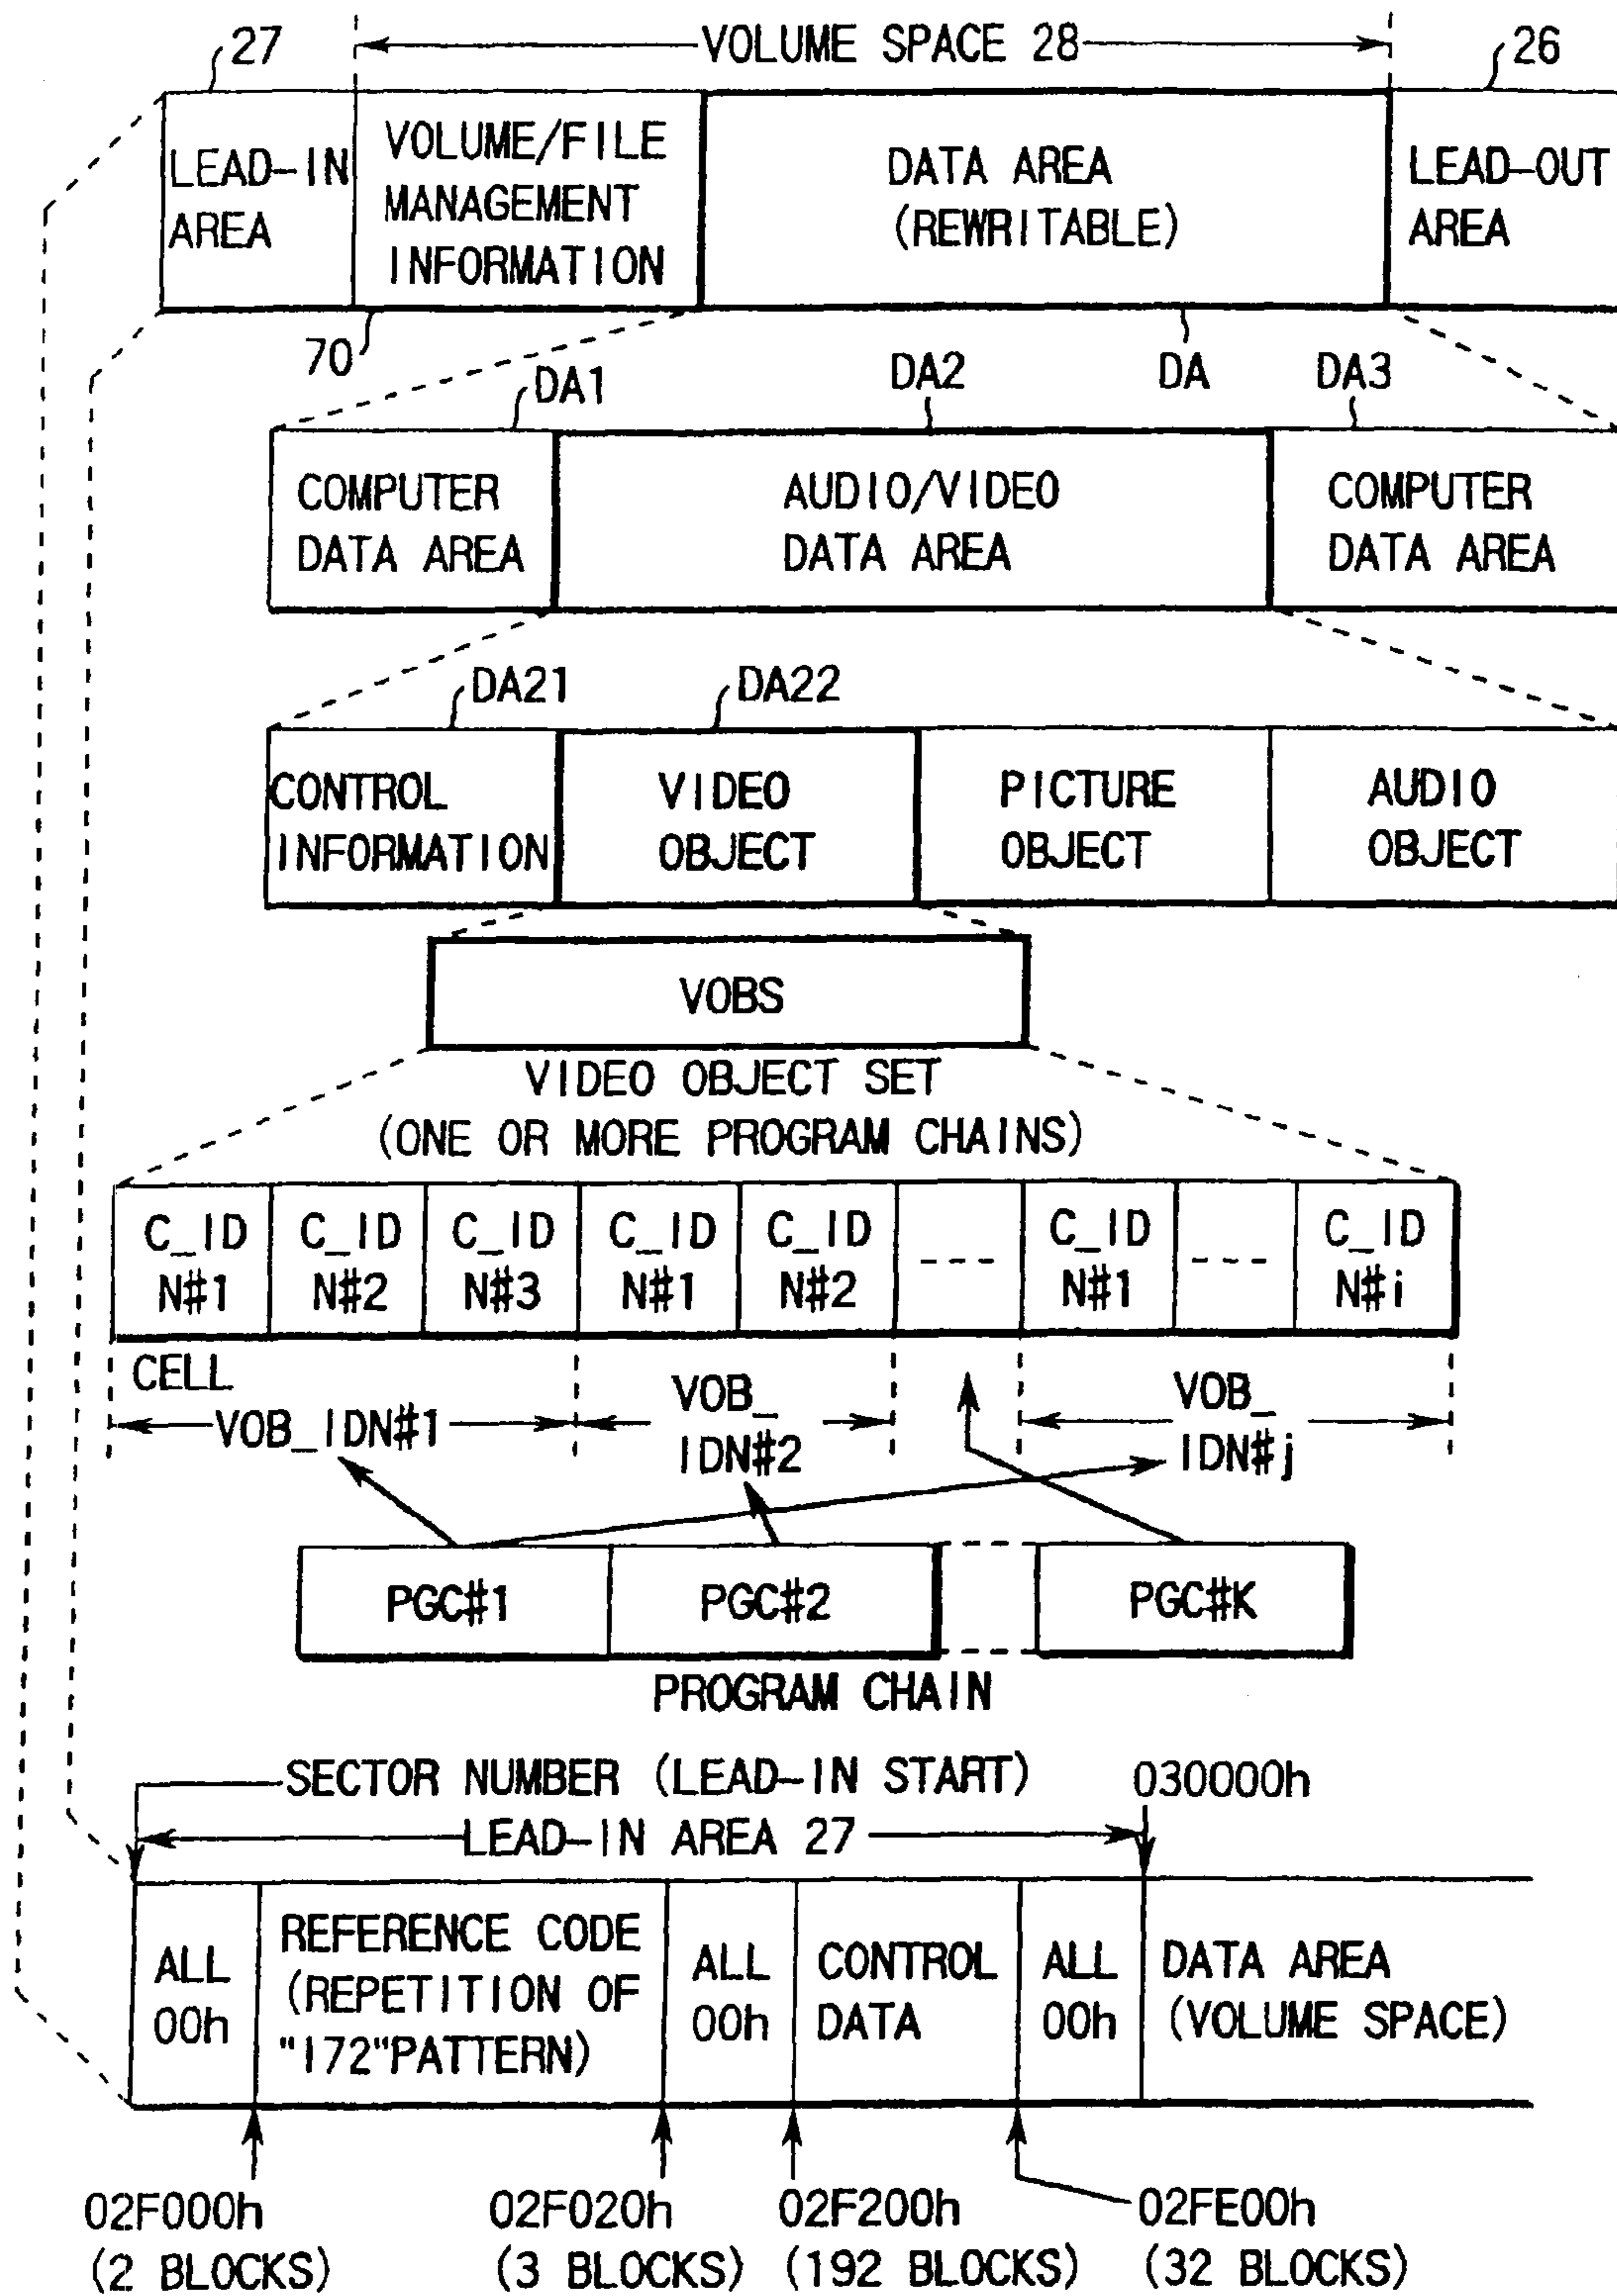 27
VOLUME SPACE 28
26
LEAD-IN
AREA
VOLUME/FILE
MANAGEMENT
INFORMATION
DATA AREA
(REWRITABLE)
LEAD-OUT
AREA
70
DA1
DA2
DA
DA3
COMPUTER
DATA AREA
AUDIO/VIDEO
DATA AREA
COMPUTER
DATA AREA
DA21
DA22
CONTROL
INFORMATION
VIDEO
OBJECT
PICTURE
OBJECT
AUDIO
OBJECT
VOBS
VIDEO OBJECT SET
(ONE OR MORE PROGRAM CHAINS)
C_ID
N#1
C_ID
N#2
C_ID
N#3
C_ID
N#1
C_ID
N#2
---
C_ID
N#1
----
C_ID
N#i
CELL
VOB_IDN#1
VOB_
IDN#2
VOB_
IDN#j
PGC#1
PGC#2
PGC#K
PROGRAM CHAIN
SECTOR NUMBER (LEAD-IN START)
030000h
LEAD-IN AREA 27
ALL
00h
REFERENCE CODE
(REPETITION OF
"172"PATTERN)
ALL
00h
CONTROL
DATA
ALL
00h
DATA AREA
(VOLUME SPACE)
02F000h
(2 BLOCKS)
02F020h
(3 BLOCKS)
02F200h
(192 BLOCKS)
02FE00h
(32 BLOCKS)